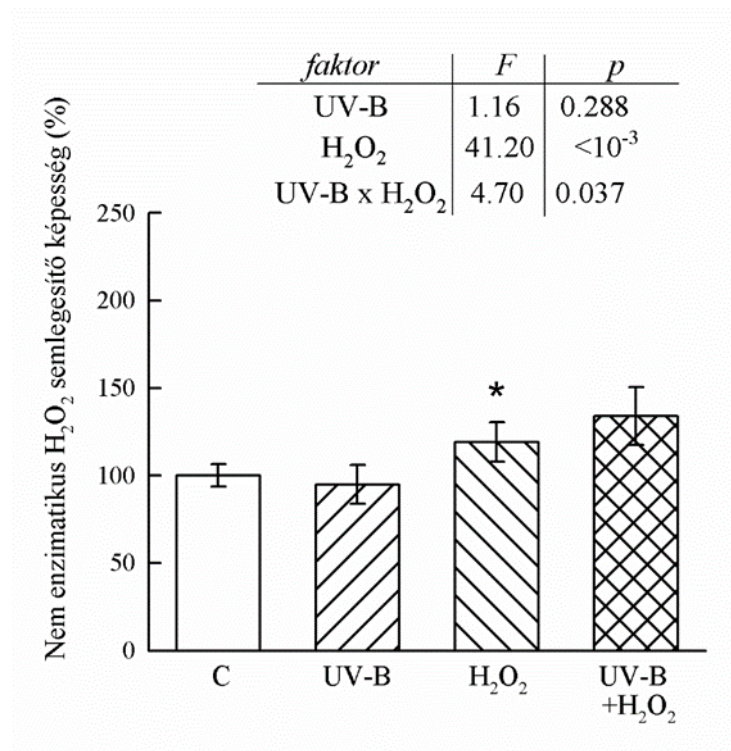 faktor F p
UV-B 1.16 0.288
H₂O₂ 41.20 <10⁻³
UV-B x H₂O₂ 4.70 0.037
Nem enzimatikus H₂O₂ semlegesítő képesség (%)
250
200
150
100
50
0
*
C UV-B H₂O₂ UV-B
+H₂O₂